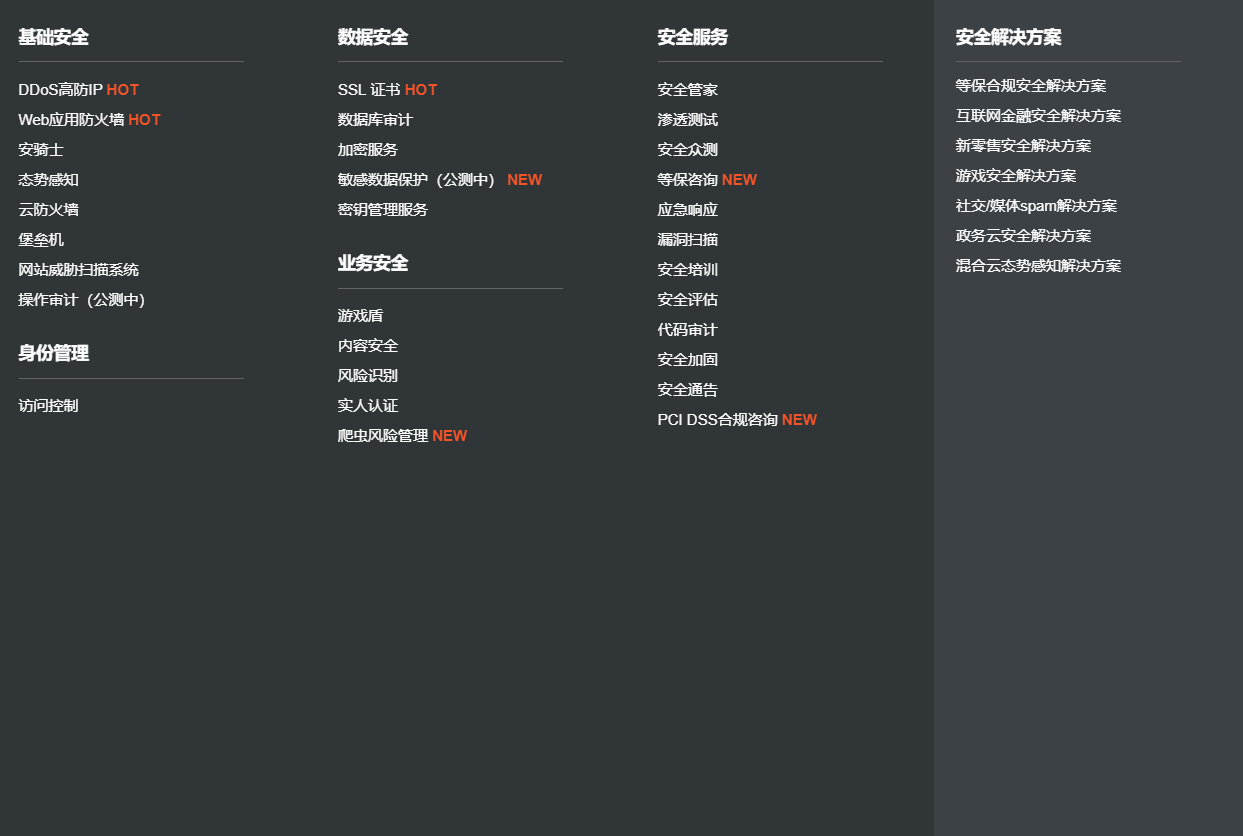 基础安全
DDoS高防IP HOT
Web应用防火墙 HOT
安骑士
态势感知
云防火墙
堡垒机
网站威胁扫描系统
操作审计（公测中）
身份管理
访问控制
数据安全
SSL 证书 HOT
数据库审计
加密服务
敏感数据保护（公测中） NEW
密钥管理服务
业务安全
游戏盾
内容安全
风险识别
实人认证
爬虫风险管理 NEW
安全服务
安全管家
渗透测试
安全众测
等保咨询 NEW
应急响应
漏洞扫描
安全培训
安全评估
代码审计
安全加固
安全通告
PCI DSS合规咨询 NEW
安全解决方案
等保合规安全解决方案
互联网金融安全解决方案
新零售安全解决方案
游戏安全解决方案
社交/媒体spam解决方案
政务云安全解决方案
混合云态势感知解决方案